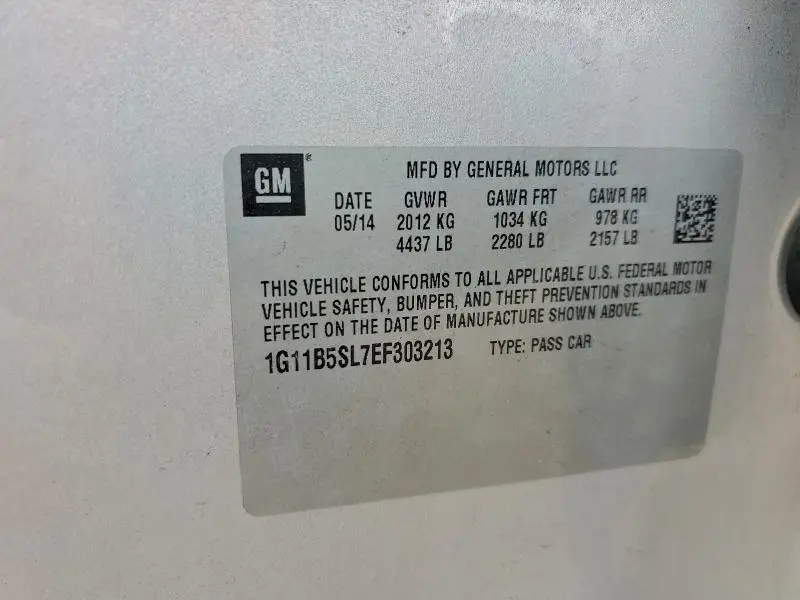 GM®
MFD BY GENERAL MOTORS LLC
DATE GVWR GAWR FRT GAWR RR
05/14 2012 KG 1034 KG 978 KG
4437 LB 2280 LB 2157 LB
THIS VEHICLE CONFORMS TO ALL APPLICABLE U.S. FEDERAL MOTOR
VEHICLE SAFETY, BUMPER, AND THEFT PREVENTION STANDARDS IN
EFFECT ON THE DATE OF MANUFACTURE SHOWN ABOVE.
1G11B5SL7EF303213 TYPE: PASS CAR